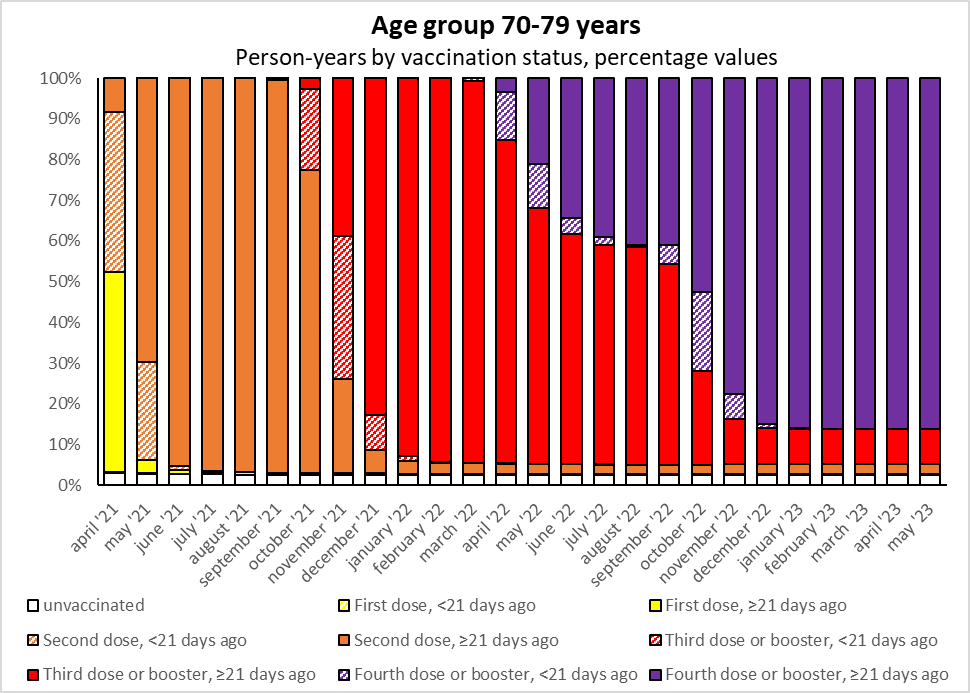 Age group 70-79 years
Person-years by vaccination status, percentage values
100%
90%
80%
70%
60%
50%
40%
30%
20%
10%
0%
april '21
may '21
june '21
july '21
august '21
september '21
october '21
november '21
december '21
january '22
february '22
march '22
april '22
may '22
june '22
july '22
august '22
september '22
october '22
november '22
december '22
january '23
february '23
march '23
april '23
may '23
unvaccinated
First dose, <21 days ago
First dose, ≥21 days ago
Second dose, <21 days ago
Second dose, ≥21 days ago
Third dose or booster, <21 days ago
Third dose or booster, ≥21 days ago
Fourth dose or booster, <21 days ago
Fourth dose or booster, ≥21 days ago